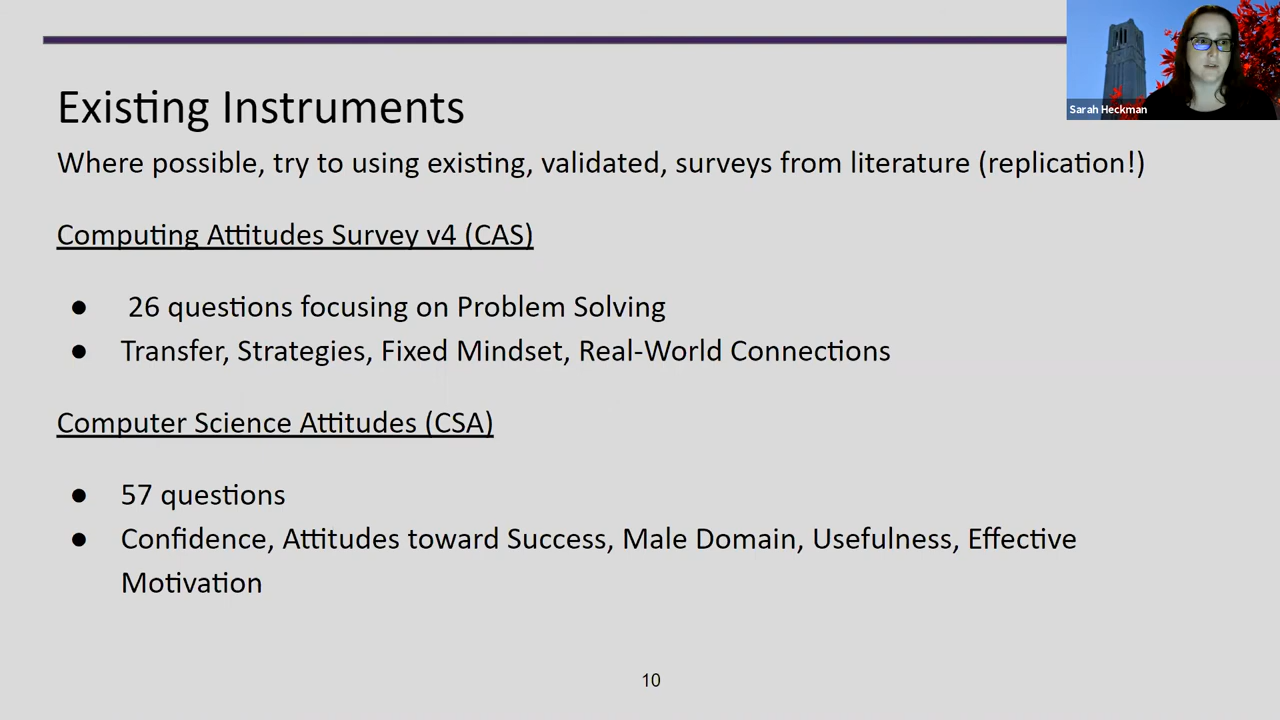 Sarah Heckman
Existing Instruments
Where possible, try to using existing, validated, surveys from literature (replication!)
Computing Attitudes Survey v4 (CAS)
● 26 questions focusing on Problem Solving
● Transfer, Strategies, Fixed Mindset, Real-World Connections
Computer Science Attitudes (CSA)
● 57 questions
● Confidence, Attitudes toward Success, Male Domain, Usefulness, Effective
Motivation
10